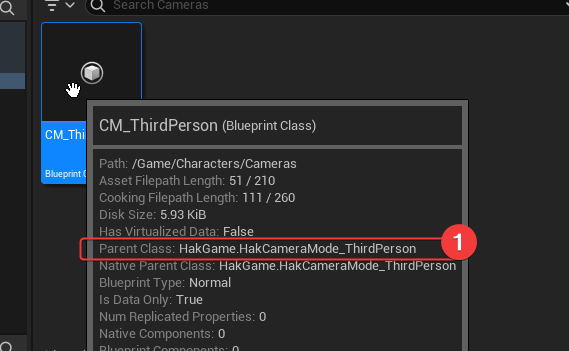 Search Cameras
CM_Thi
Blueprint C
CM_ThirdPerson (Blueprint Class)
Path: /Game/Characters/Cameras
Asset Filepath Length: 51 / 210
Cooking Filepath Length: 111 / 260
Disk Size: 5.93 KiB
Has Virtualized Data: False
Parent Class: HakGame.HakCameraMode_ThirdPerson
1
Native Parent Class: HakGame.HakCameraMode_ThirdPerson
Blueprint Type: Normal
Is Data Only: True
Num Replicated Properties: 0
Native Components: 0
Blueprint Components: 0